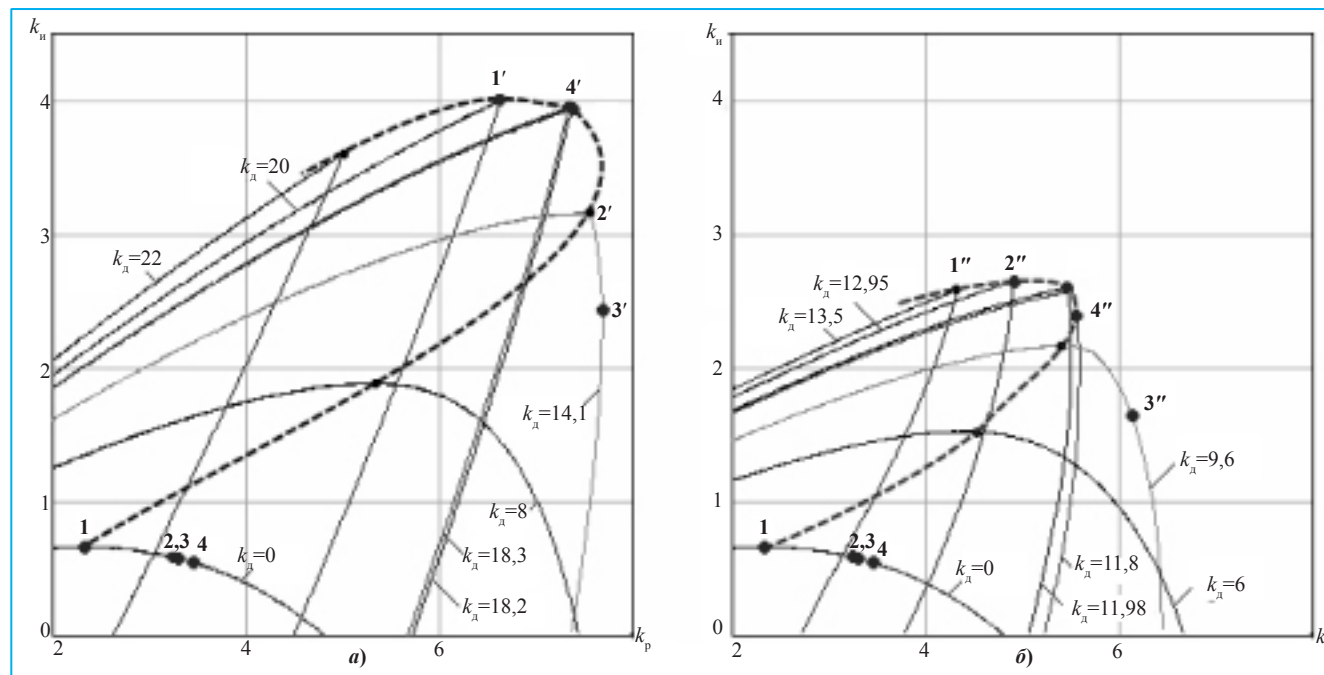 kи
4
3
2
1
0
2
4
6
kр
а)
1′
4′
kд=20
2′
kд=22
3′
kд=14,1
kд=8
1
2,3
4
kд=0
kд=18,3
kд=18,2
kи
4
3
2
1
0
2
4
6
k
б)
1″
2″
kд=12,95
kд=13,5
4″
3″
kд=9,6
1
2,3
4
kд=0
kд=11,8
kд=6
kд=11,98